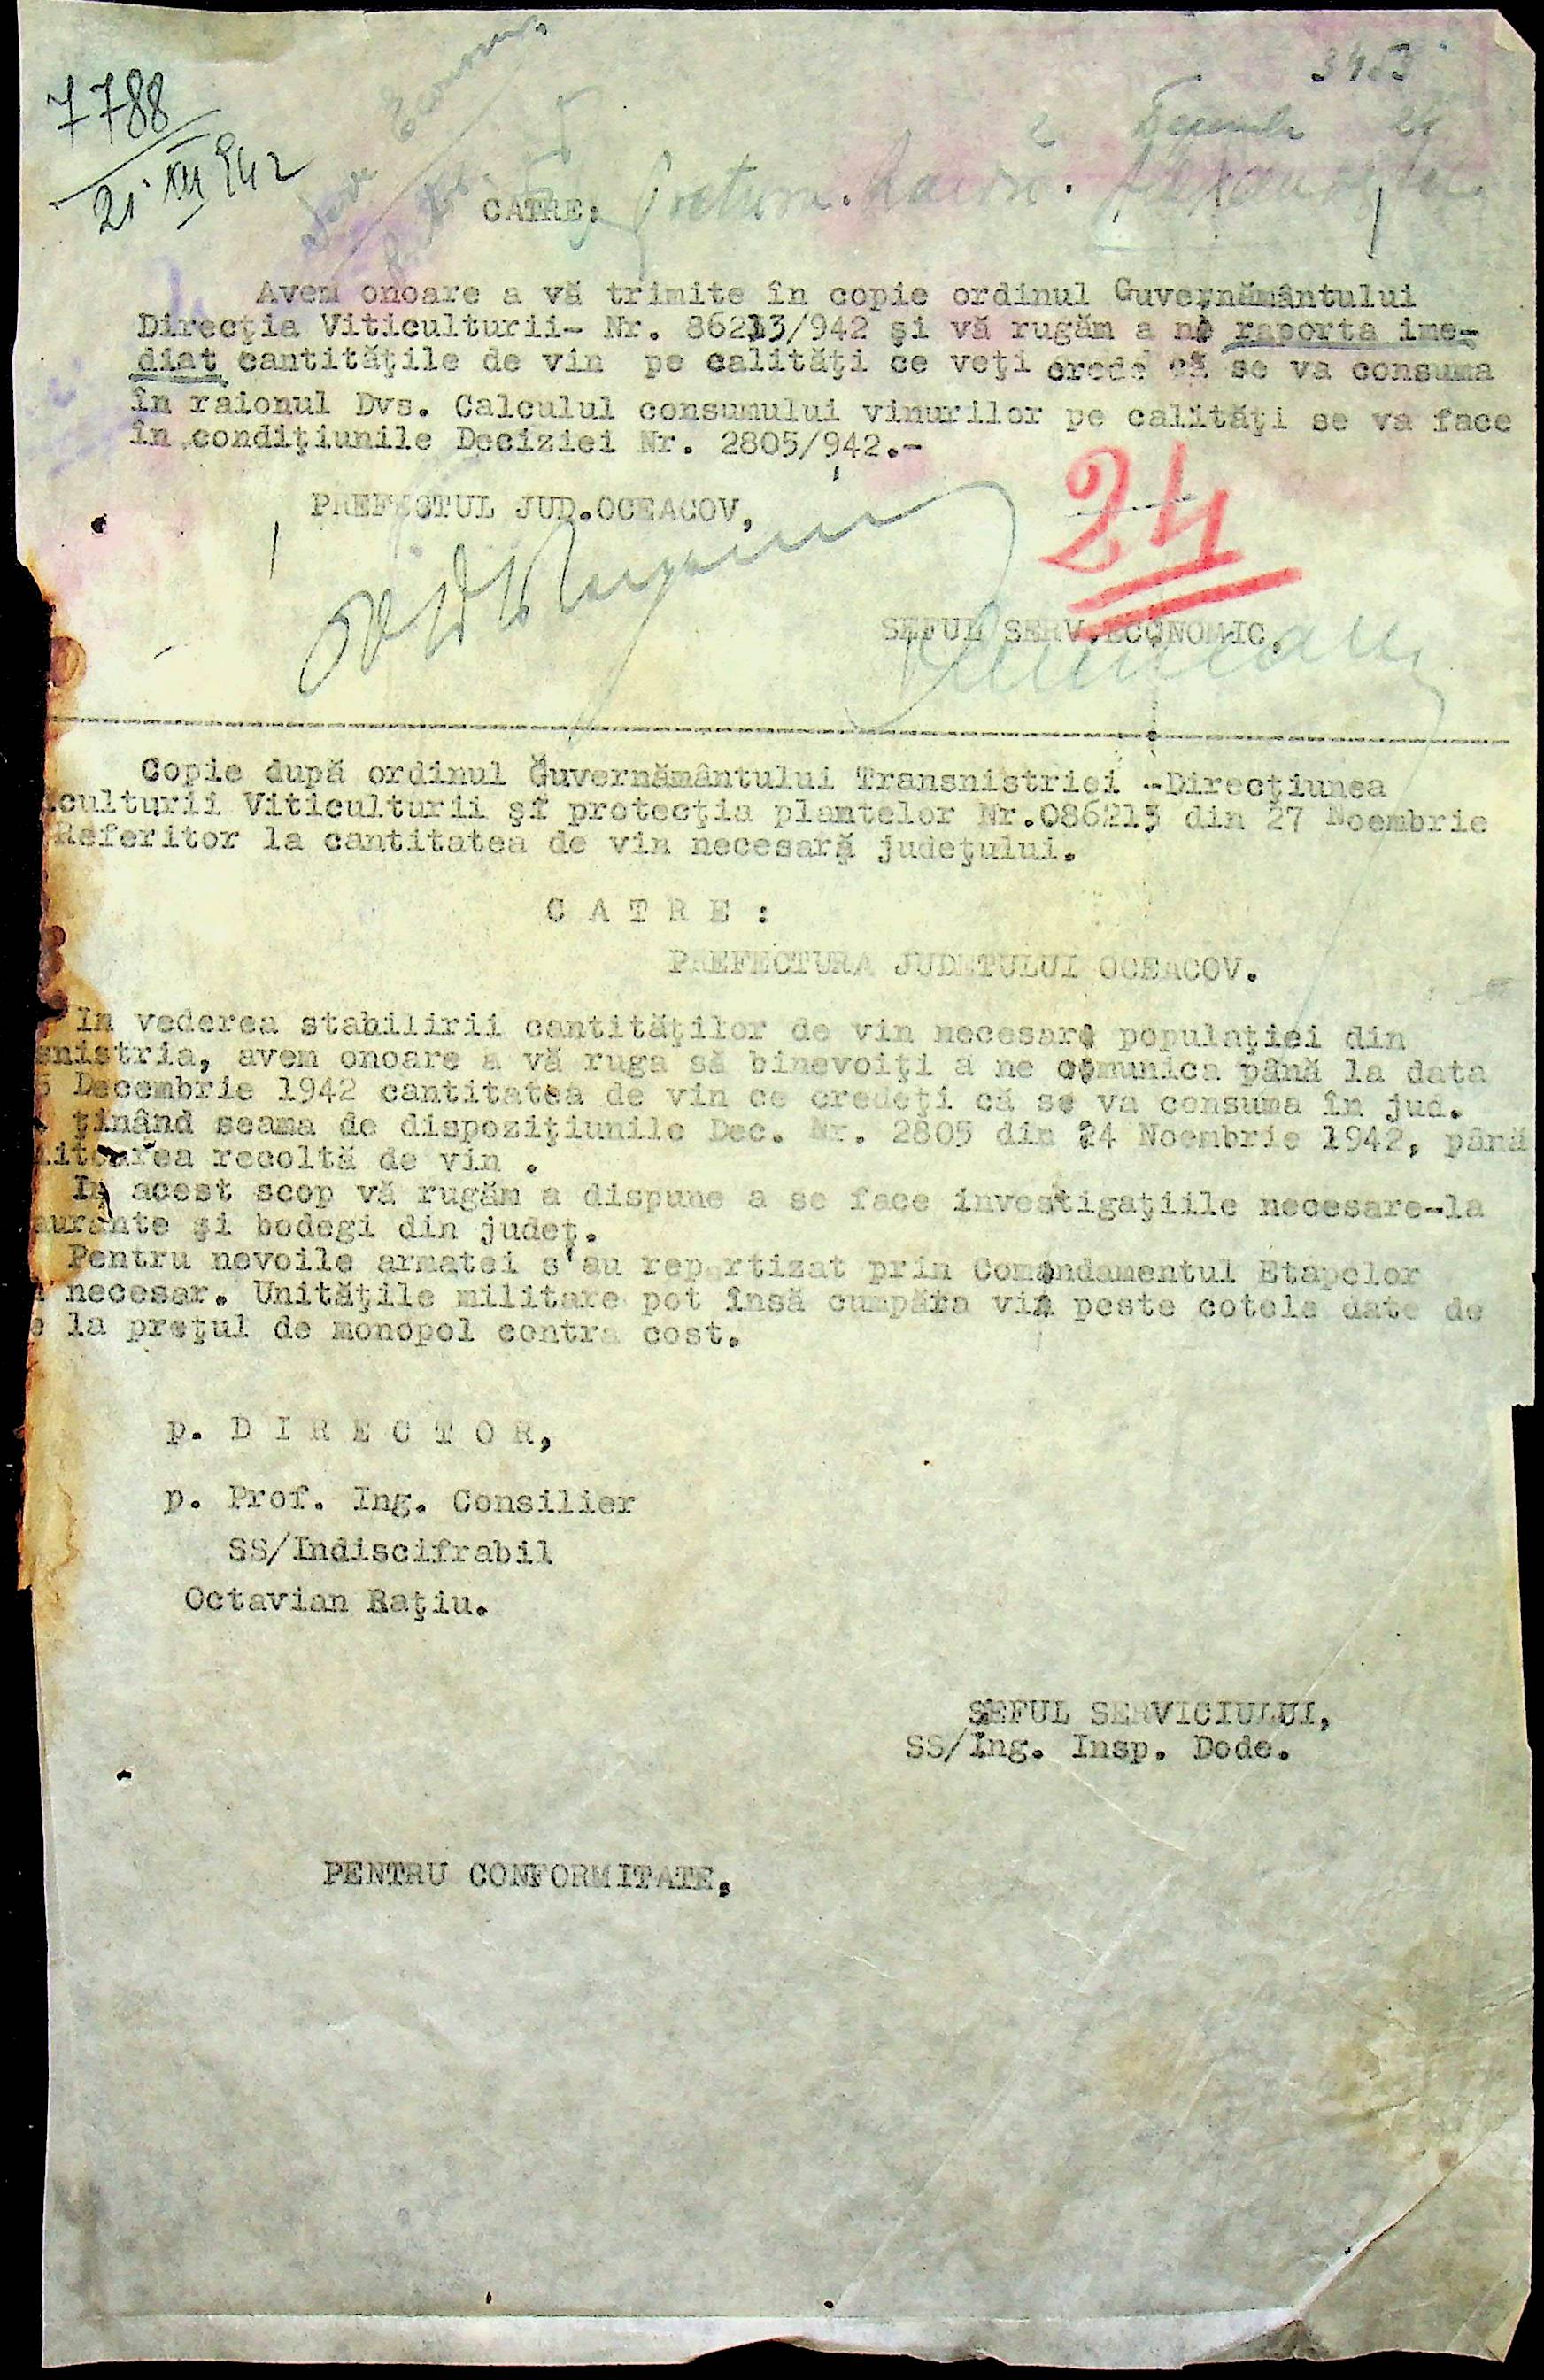 3453
7788
21 XII 942
2 Decembrie
CATRE: Pretura
Avem onoare a vă trimite în copie ordinul Guvernământului
Direcţia Viticulturii- Nr. 86213/942 şi vă rugăm a ne raporta ime-
diat cantităţile de vin pe calităţi ce veţi crede că se va consuma
în raionul Dvs. Calculul consumului vinurilor pe calităţi se va face
în condiţiunile Deciziei Nr. 2805/942.-
PREFECTUL JUD.OCEACOV,
24
SEFUL SERV.ECONOMIC,
Copie după ordinul Guvernământului Transnistriei -Direcţiunea
culturii Viticulturii şi protecţia plantelor Nr.086213 din 27 Noembrie
Referitor la cantitatea de vin necesară judeţului.
C A T R E :
PREFECTURA JUDETULUI OCEACOV.
In vederea stabilirii cantităţilor de vin necesare populaţiei din
snistria, avem onoare a vă ruga să binevoiţi a ne comunica până la data
5 Decembrie 1942 cantitatea de vin ce credeţi că se va consuma în jud.
ţinând seama de dispoziţiunile Dec. Nr. 2805 din 24 Noembrie 1942, până
iitoarea recoltă de vin .
In acest scop vă rugăm a dispune a se face investigaţiile necesare-la
aurante şi bodegi din judeţ.
Pentru nevoile armatei s'au repartizat prin Comandamentul Etapelor
necesar. Unităţile militare pot însă cumpăra vin peste cotele date de
e la preţul de monopol contra cost.
p. D I R E C T O R,
p. Prof. Ing. Consilier
SS/Indiscifrabil
Octavian Raţiu.
SEFUL SERVICIULUI,
SS/Ing. Insp. Dode.
PENTRU CONFORMITATE,